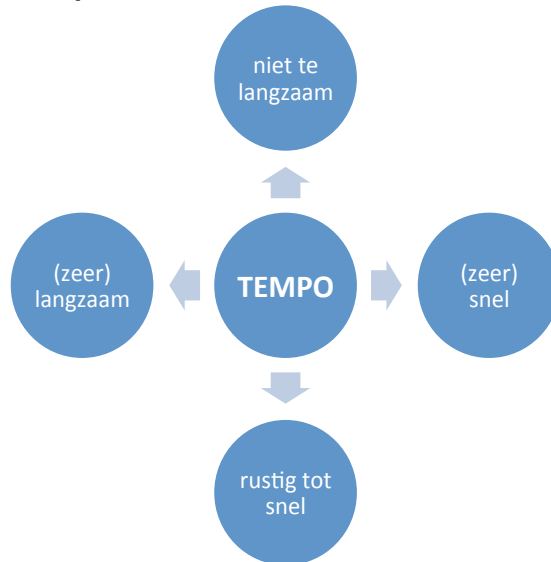 niet te
langzaam
(zeer)
langzaam
TEMPO
(zeer)
snel
rustig tot
snel